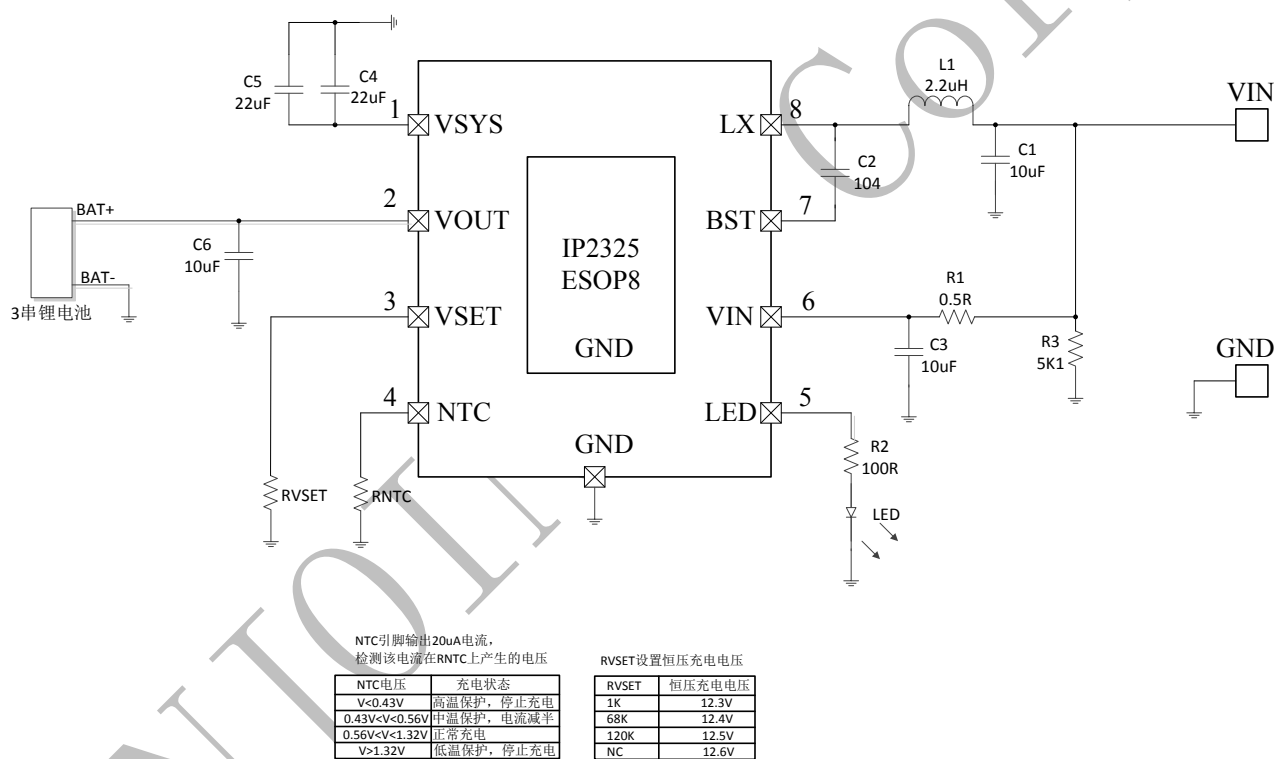 C5
22uF
C4
22uF
1
VSYS
2
VOUT
3
VSET
4
NTC
BAT+
BAT-
3串锂电池
C6
10uF
RVSET
RNTC
IP2325
ESOP8
GND
GND
LX
8
BST
7
VIN
6
LED
5
L1
2.2uH
C2
104
C1
10uF
VIN
R1
0.5R
C3
10uF
R3
5K1
GND
R2
100R
LED
NTC引脚输出20uA电流,
检测该电流在RNTC上产生的电压
NTC电压 充电状态
V<0.43V 高温保护，停止充电
0.43V<V<0.56V 中温保护，电流减半
0.56V<V<1.32V 正常充电
V>1.32V 低温保护，停止充电
RVSET设置恒压充电电压
RVSET 恒压充电电压
1K 12.3V
68K 12.4V
120K 12.5V
NC 12.6V